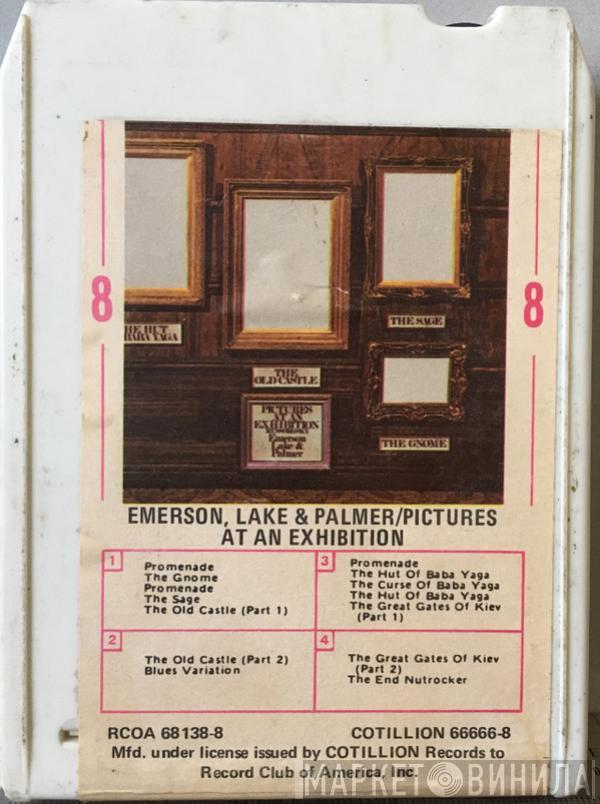 8
8
HE HUT
BABA YAGA
THE SAGE
THE
OLD CASTLE
THE GNOME
PICTURES
AT AN
EXHIBITION
Emerson
Lake &
Palmer
EMERSON, LAKE & PALMER/PICTURES
AT AN EXHIBITION
1
Promenade
The Gnome
Promenade
The Sage
The Old Castle (Part 1)
3
Promenade
The Hut Of Baba Yaga
The Curse Of Baba Yaga
The Hut Of Baba Yaga
The Great Gates Of Kiev
(Part 1)
2
The Old Castle (Part 2)
Blues Variation
4
The Great Gates Of Kiev
(Part 2)
The End Nutrocker
RCOA 68138-8 COTILLION 66666-8
Mfd. under license issued by COTILLION Records to
Record Club of America, Inc.
МАРКЕТ ВИНИЛА